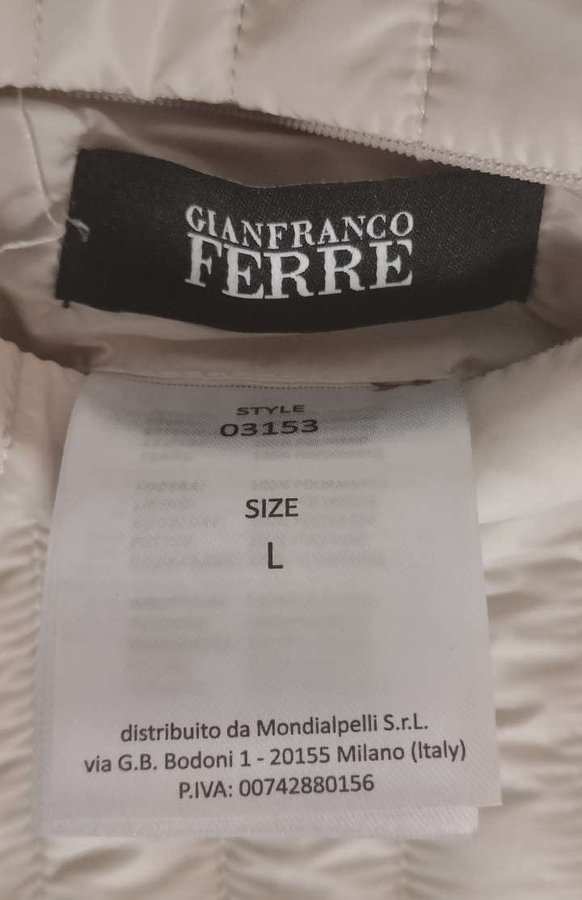 GIANFRANCO
FERRE
STYLE
03153
SIZE
L
distribuito da Mondialpelli S.r.L.
via G.B. Bodoni 1 - 20155 Milano (Italy)
P.IVA: 00742880156